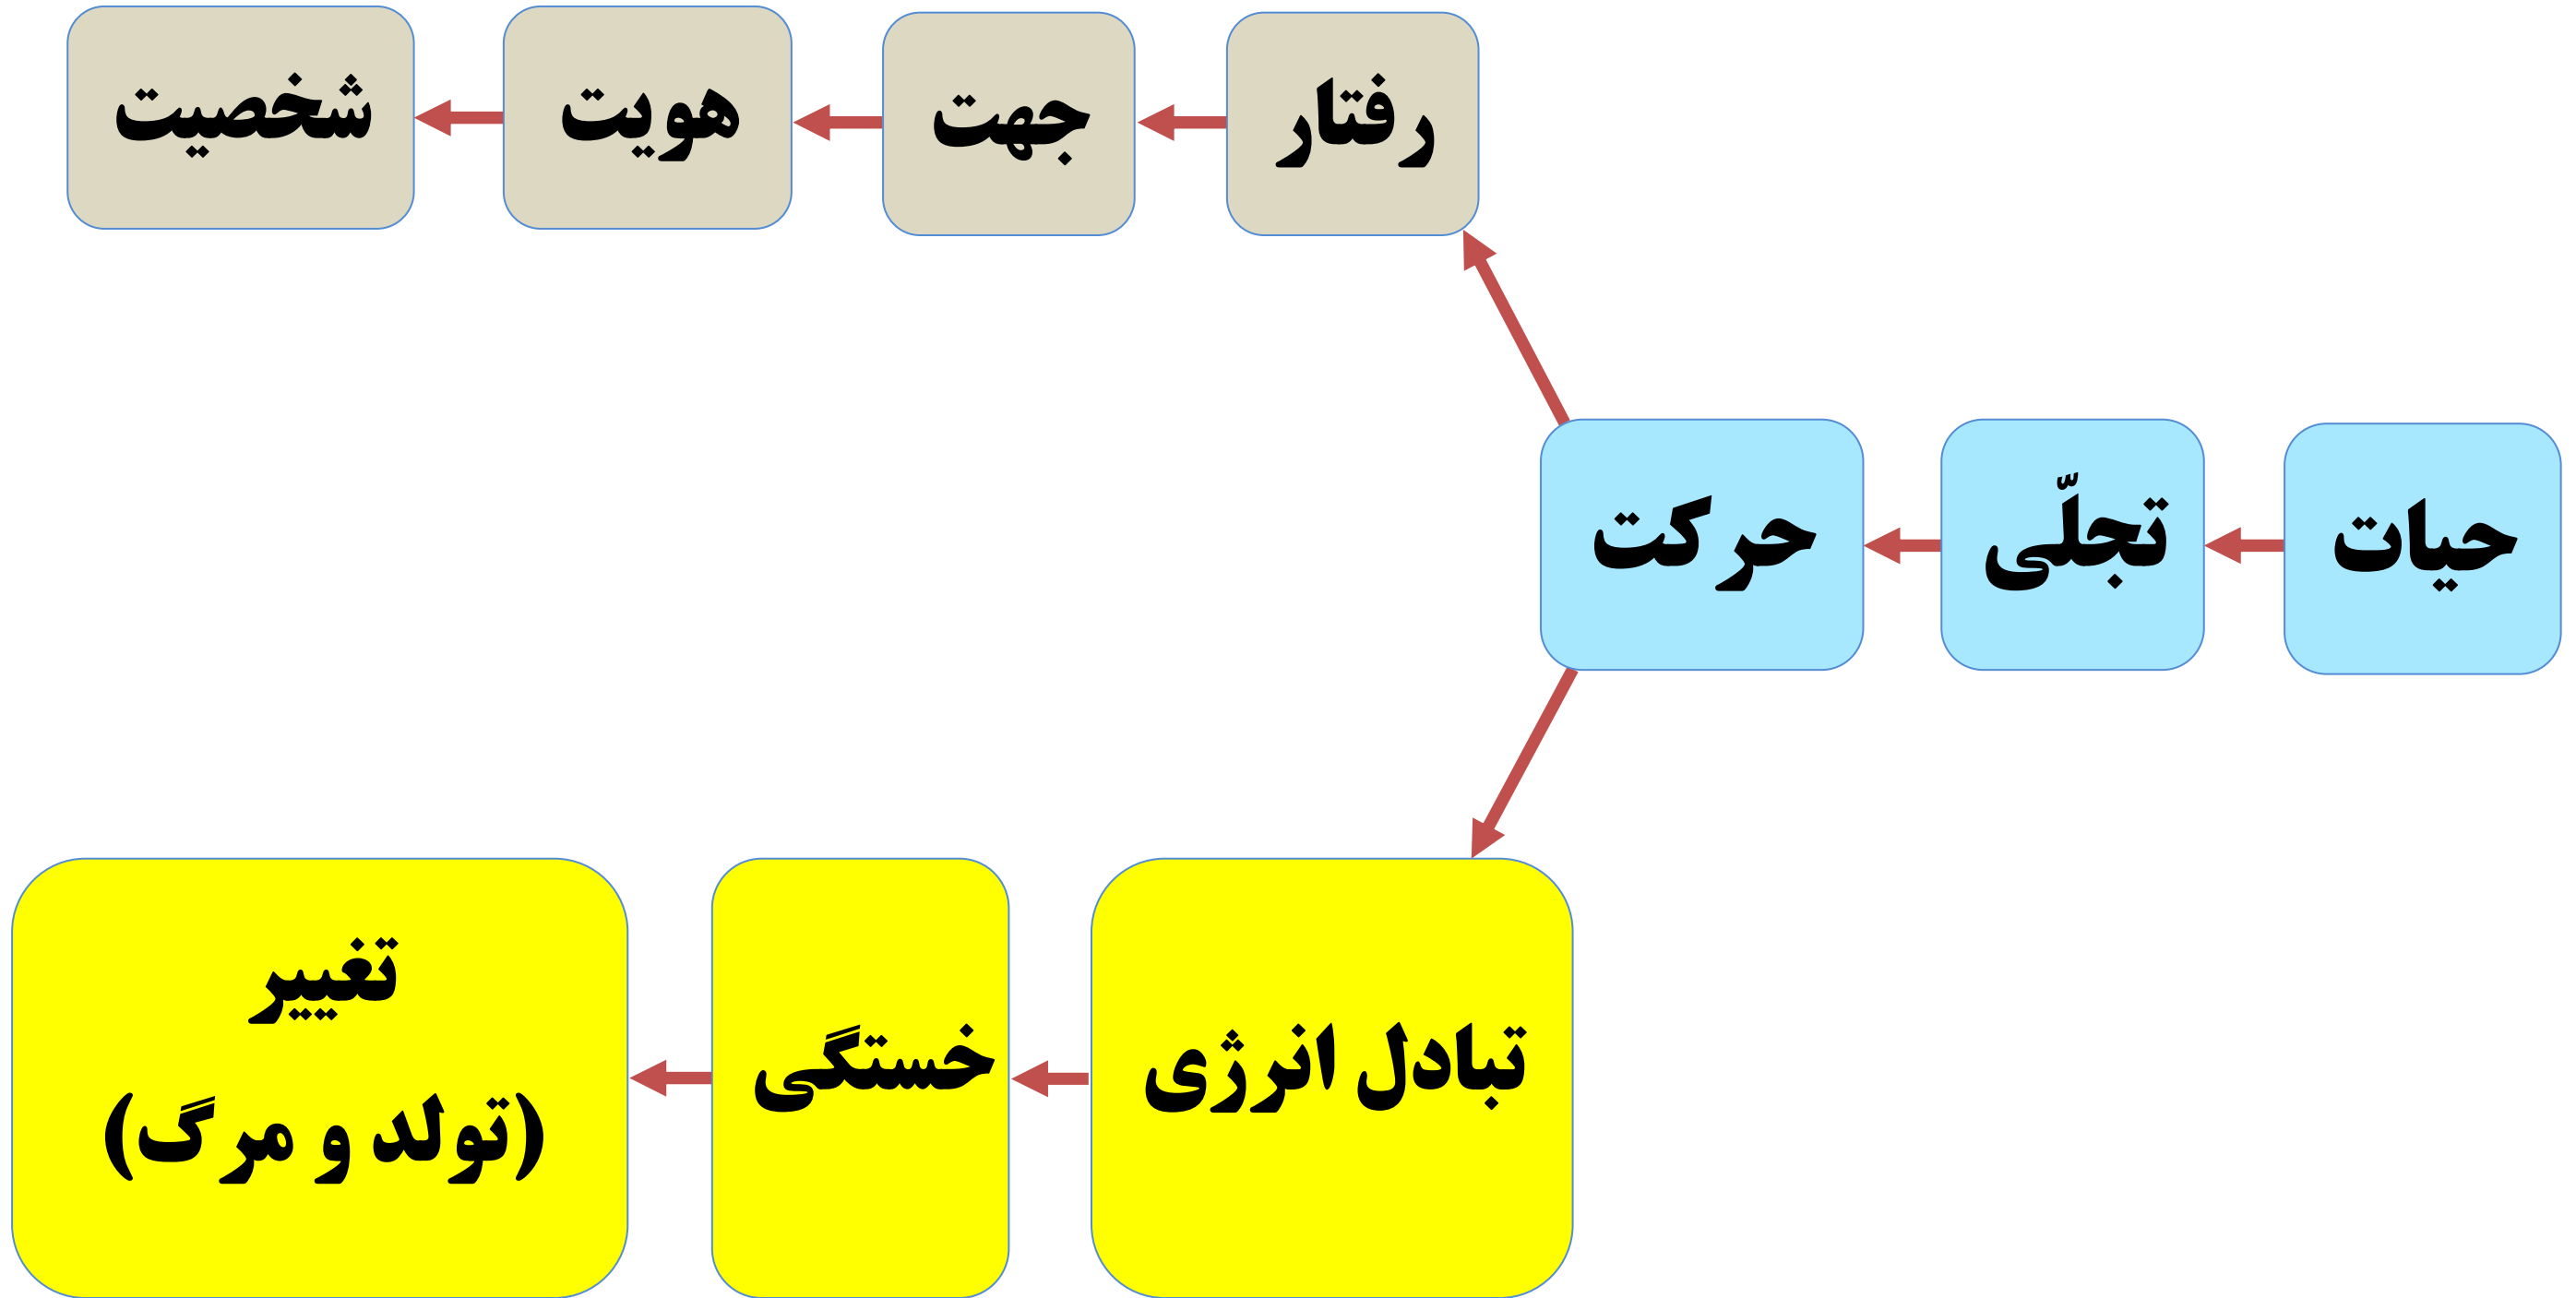 حیات
تجلّی
حرکت
رفتار
جهت
هویت
شخصیت
تبادل انرژی
خستگی
تغییر
(تولد و مرگ)